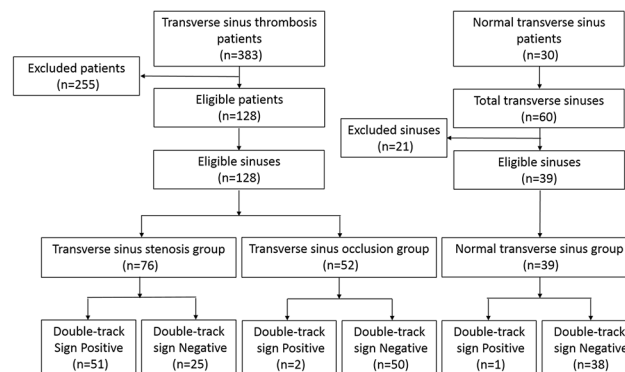 Transverse sinus thrombosis
patients
(n=383)
Normal transverse sinus
patients
(n=30)
Excluded patients
(n=255)
Eligible patients
(n=128)
Total transverse sinuses
(n=60)
Excluded sinuses
(n=21)
Eligible sinuses
(n=128)
Eligible sinuses
(n=39)
Transverse sinus stenosis group
(n=76)
Transverse sinus occlusion group
(n=52)
Normal transverse sinus group
(n=39)
Double-track
Sign Positive
(n=51)
Double-track
sign Negative
(n=25)
Double-track
sign Positive
(n=2)
Double-track
sign Negative
(n=50)
Double-track
sign Positive
(n=1)
Double-track
sign Negative
(n=38)